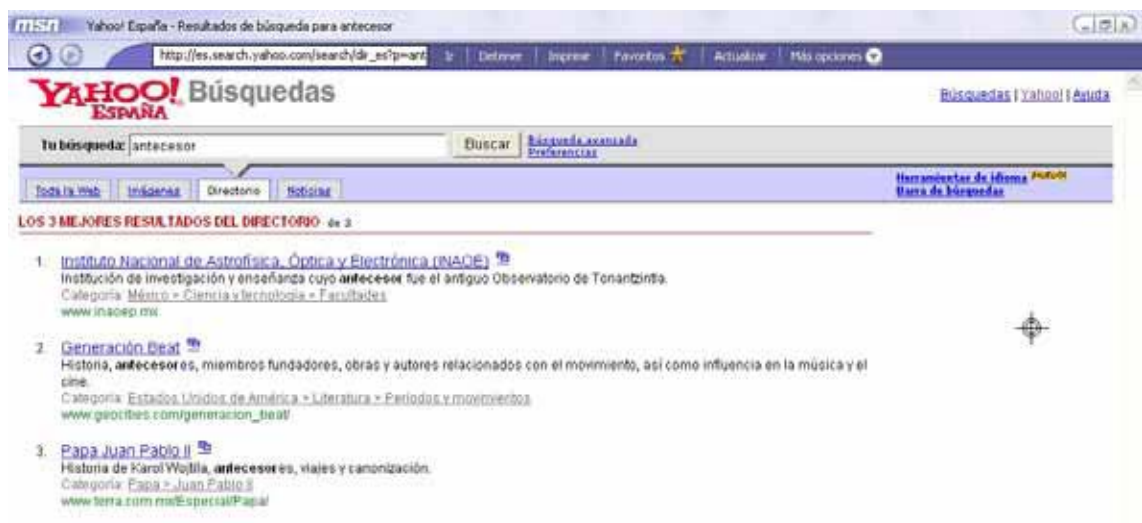 msn Yahoo! España - Resultados de búsqueda para antecesor
http://es.search.yahoo.com/search/dir_es?p=ant Ir Detener Imprimir Favoritos Actualizar Más opciones
YAHOO! Búsquedas
ESPAÑA
Búsquedas | Yahoo! | Ayuda
Tu búsqueda: antecesor Buscar Búsqueda avanzada
Preferencias
Toda la Web Imágenes Directorio Noticias
Herramientas de idioma
Barra de búsquedas
LOS 3 MEJORES RESULTADOS DEL DIRECTORIO de 3
1. Instituto Nacional de Astrofísica, Óptica y Electrónica (INAOE)
Institución de investigación y enseñanza cuyo antecesor fue el antiguo Observatorio de Tonantzintla.
Categoría: México > Ciencia y tecnología > Facultades
www.inaoep.mx
2. Generación Beat
Historia, antecesores, miembros fundadores, obras y autores relacionados con el movimiento, así como influencia en la música y el
cine.
Categoría: Estados Unidos de América > Literatura > Periodos y movimientos
www.geocities.com/generacion_beat/
3. Papa Juan Pablo II
Historia de Karol Wojtila, antecesores, viajes y canonización.
Categoría: Papa > Juan Pablo II
www.terra.com.mx/Especial/Papa/